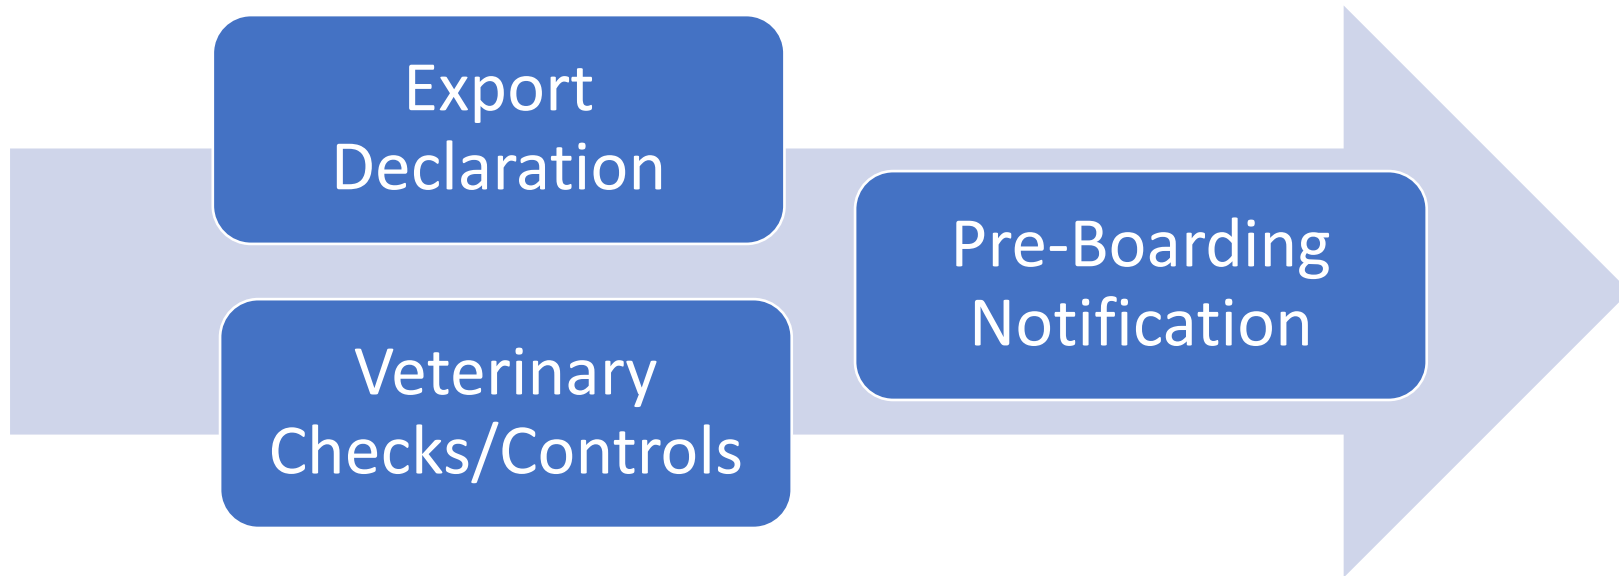 Export
Declaration
Veterinary
Checks/Controls
Pre-Boarding
Notification